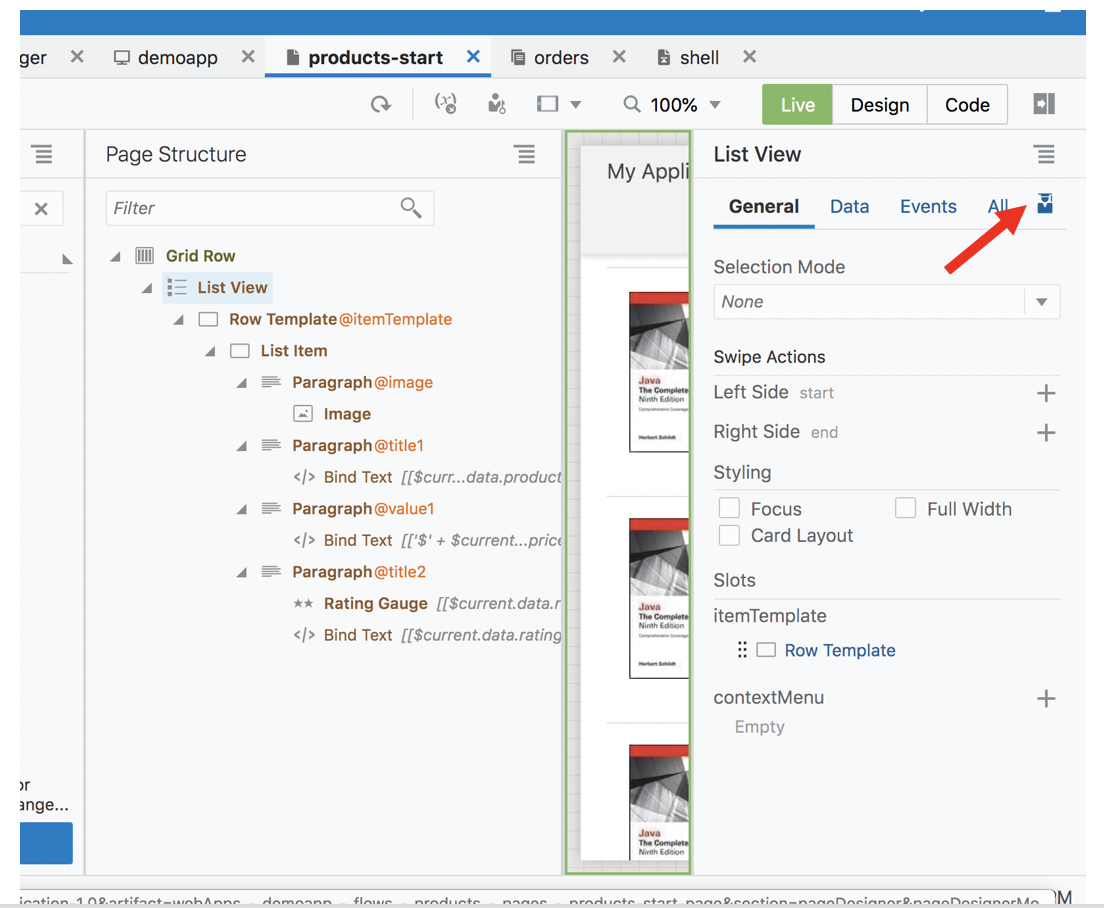 ger
demoapp
products-start
orders
shell
100%
Live
Design
Code
Page Structure
Filter
Grid Row
List View
Row Template@itemTemplate
List Item
Paragraph@image
Image
Paragraph@title1
</> Bind Text [[$curr...data.product
Paragraph@value1
</> Bind Text [['$' + $current...price
Paragraph@title2
Rating Gauge [[$current.data.r
</> Bind Text [[$current.data.rating
or
ange...
My Appli
Java
The Complete
Ninth Edition
Comprehensive Coverage
Herbert Schildt
Java
The Complete
Ninth Edition
Comprehensive Coverage
Herbert Schildt
Java
The Complete
Ninth Edition
List View
General
Data
Events
All
Selection Mode
None
Swipe Actions
Left Side start
Right Side end
Styling
Focus
Full Width
Card Layout
Slots
itemTemplate
Row Template
contextMenu
Empty
ication-1.0&artifact=webApps demoapp flows products pages products-start-page&section=pageDesigner&pageDesignerMo